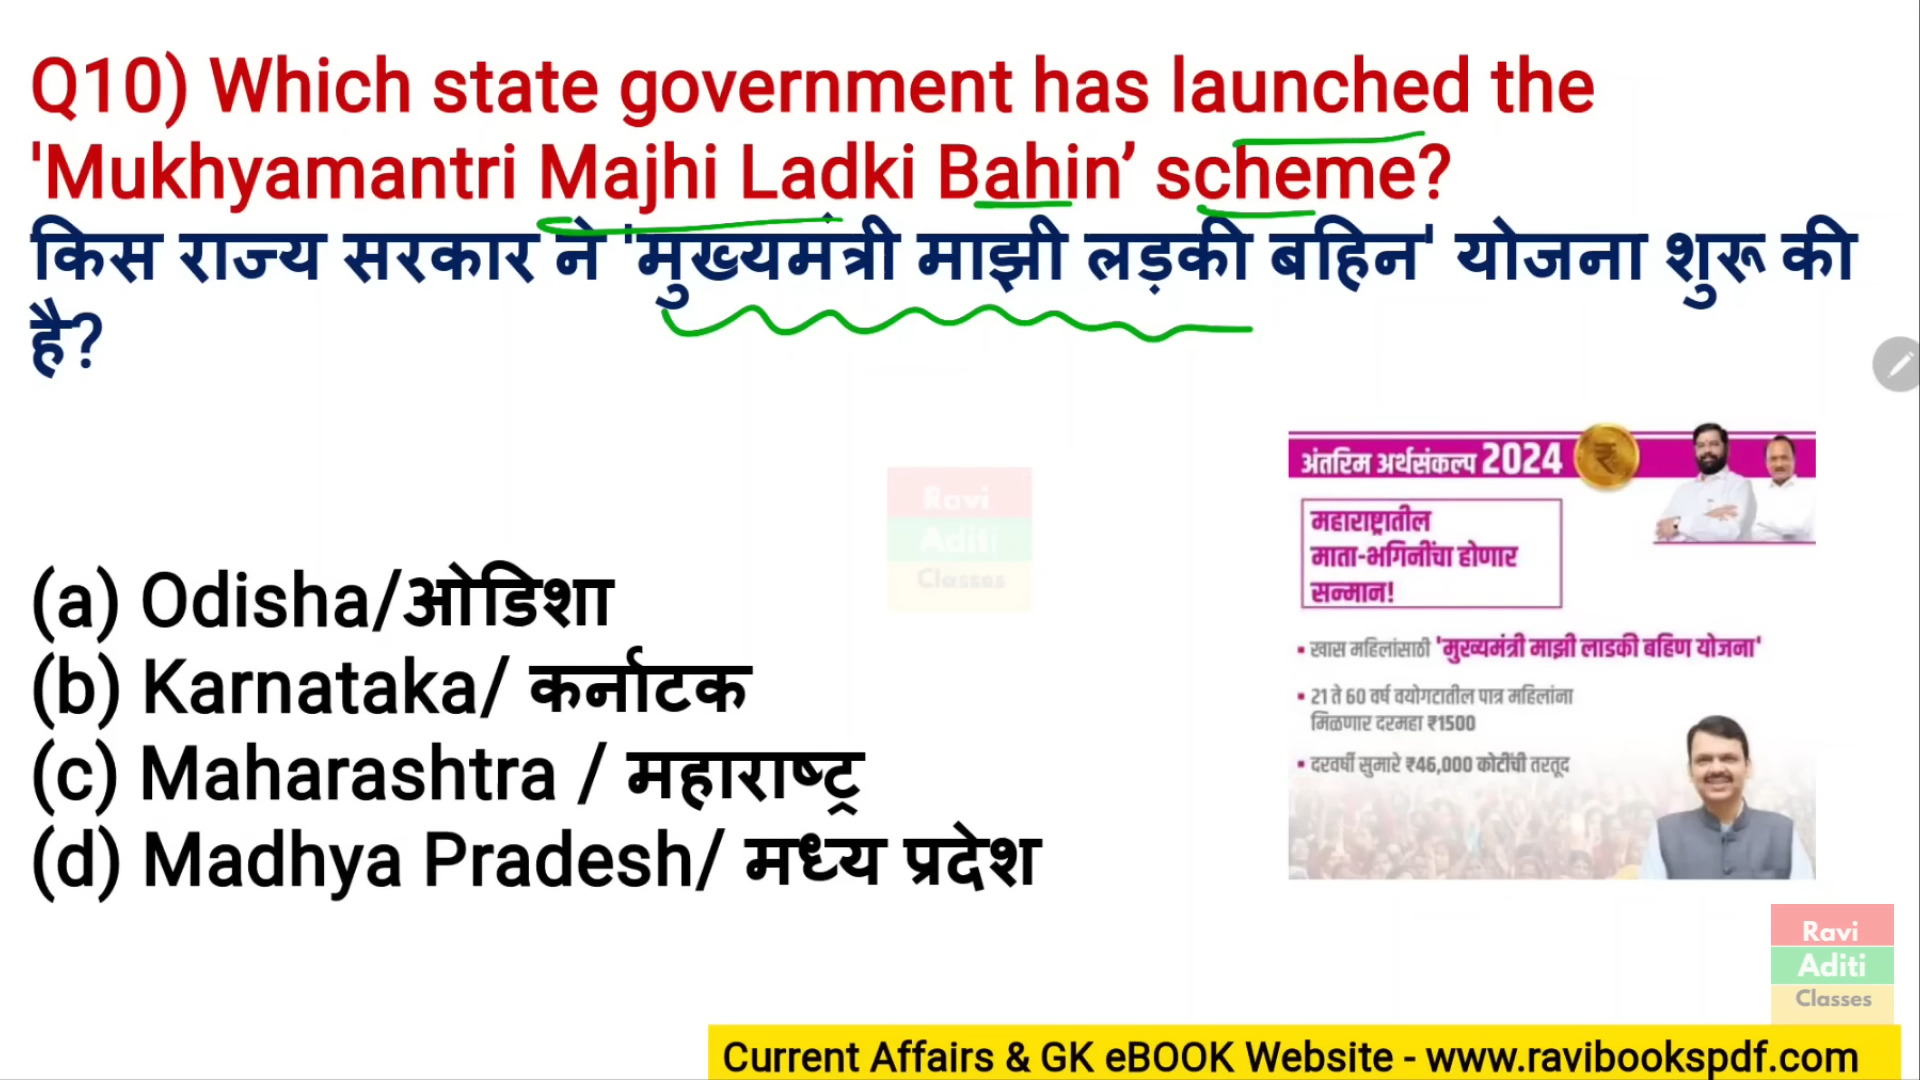 Q10) Which state government has launched the
'Mukhyamantri Majhi Ladki Bahin’ scheme?
किस राज्य सरकार ने 'मुख्यमंत्री माझी लड़की बहिन' योजना शुरू की
है?
(a) Odisha/ओडिशा
(b) Karnataka/ कर्नाटक
(c) Maharashtra / महाराष्ट्र
(d) Madhya Pradesh/ मध्य प्रदेश
Ravi
Aditi
Classes
अंतरिम अर्थसंकल्प 2024
महाराष्ट्रातील
माता-भगिनींचा होणार
सन्मान!
▪ खास महिलांसाठी 'मुख्यमंत्री माझी लाडकी बहिण योजना'
▪ 21 ते 60 वर्ष वयोगटातील पात्र महिलांना
मिळणार दरमहा ₹1500
▪ दरवर्षी सुमारे ₹46,000 कोटींची तरतूद
Ravi
Aditi
Classes
Current Affairs & GK eBOOK Website - www.ravibookspdf.com